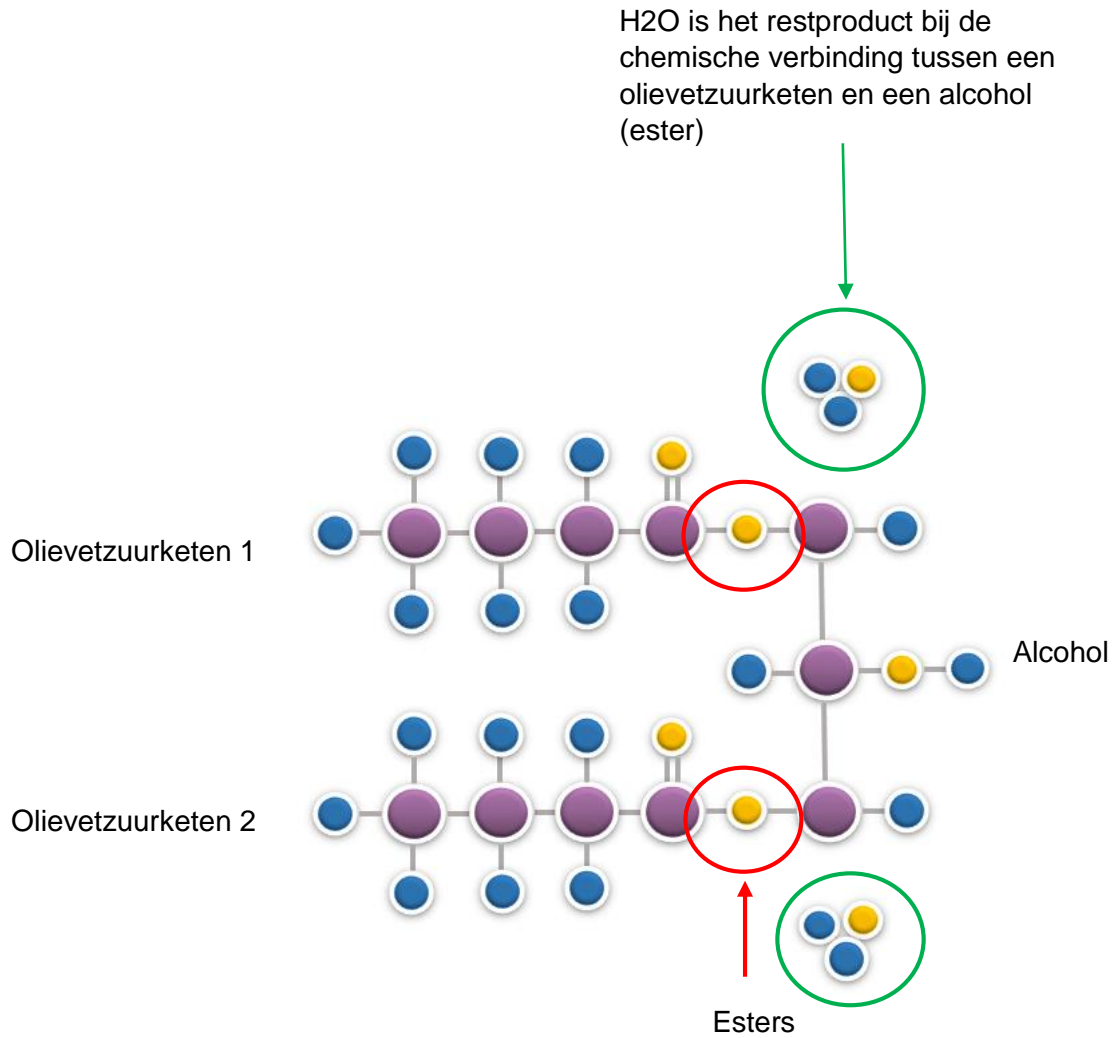 H2O is het restproduct bij de
chemische verbinding tussen een
olievetzuurketen en een alcohol
(ester)
Olievetzuurketen 1
Alcohol
Olievetzuurketen 2
Esters